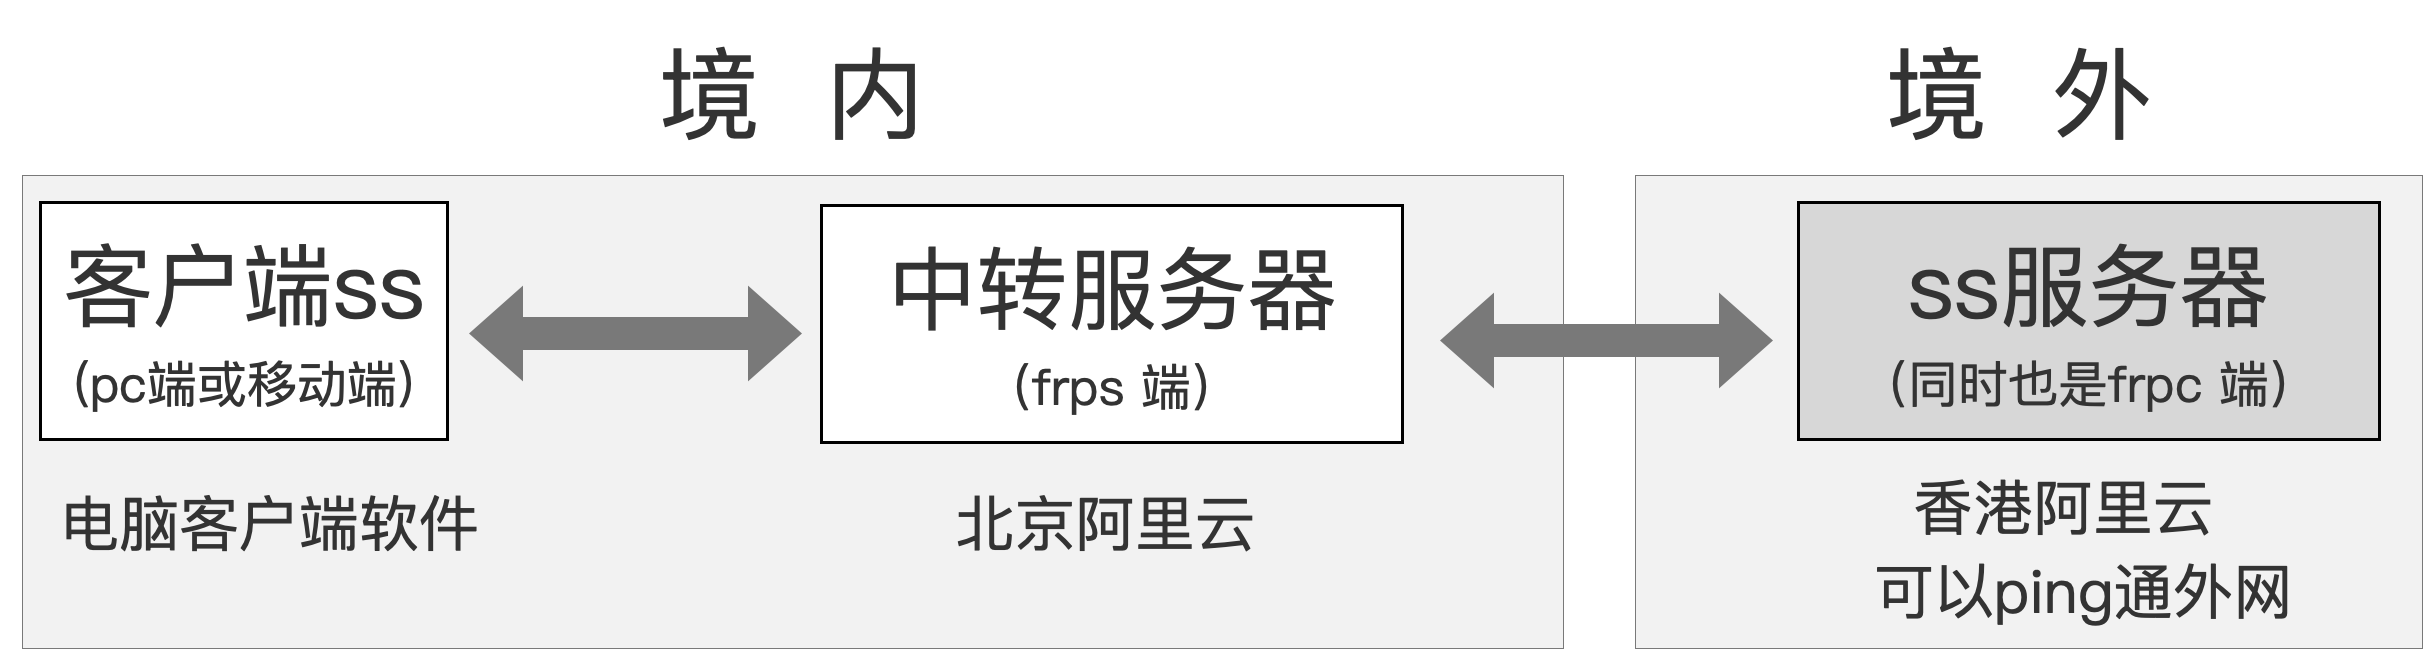 境 内
境 外
客户端ss
(pc端或移动端)
电脑客户端软件
中转服务器
(frps 端)
北京阿里云
ss服务器
(同时也是frpc 端)
香港阿里云
可以ping通外网